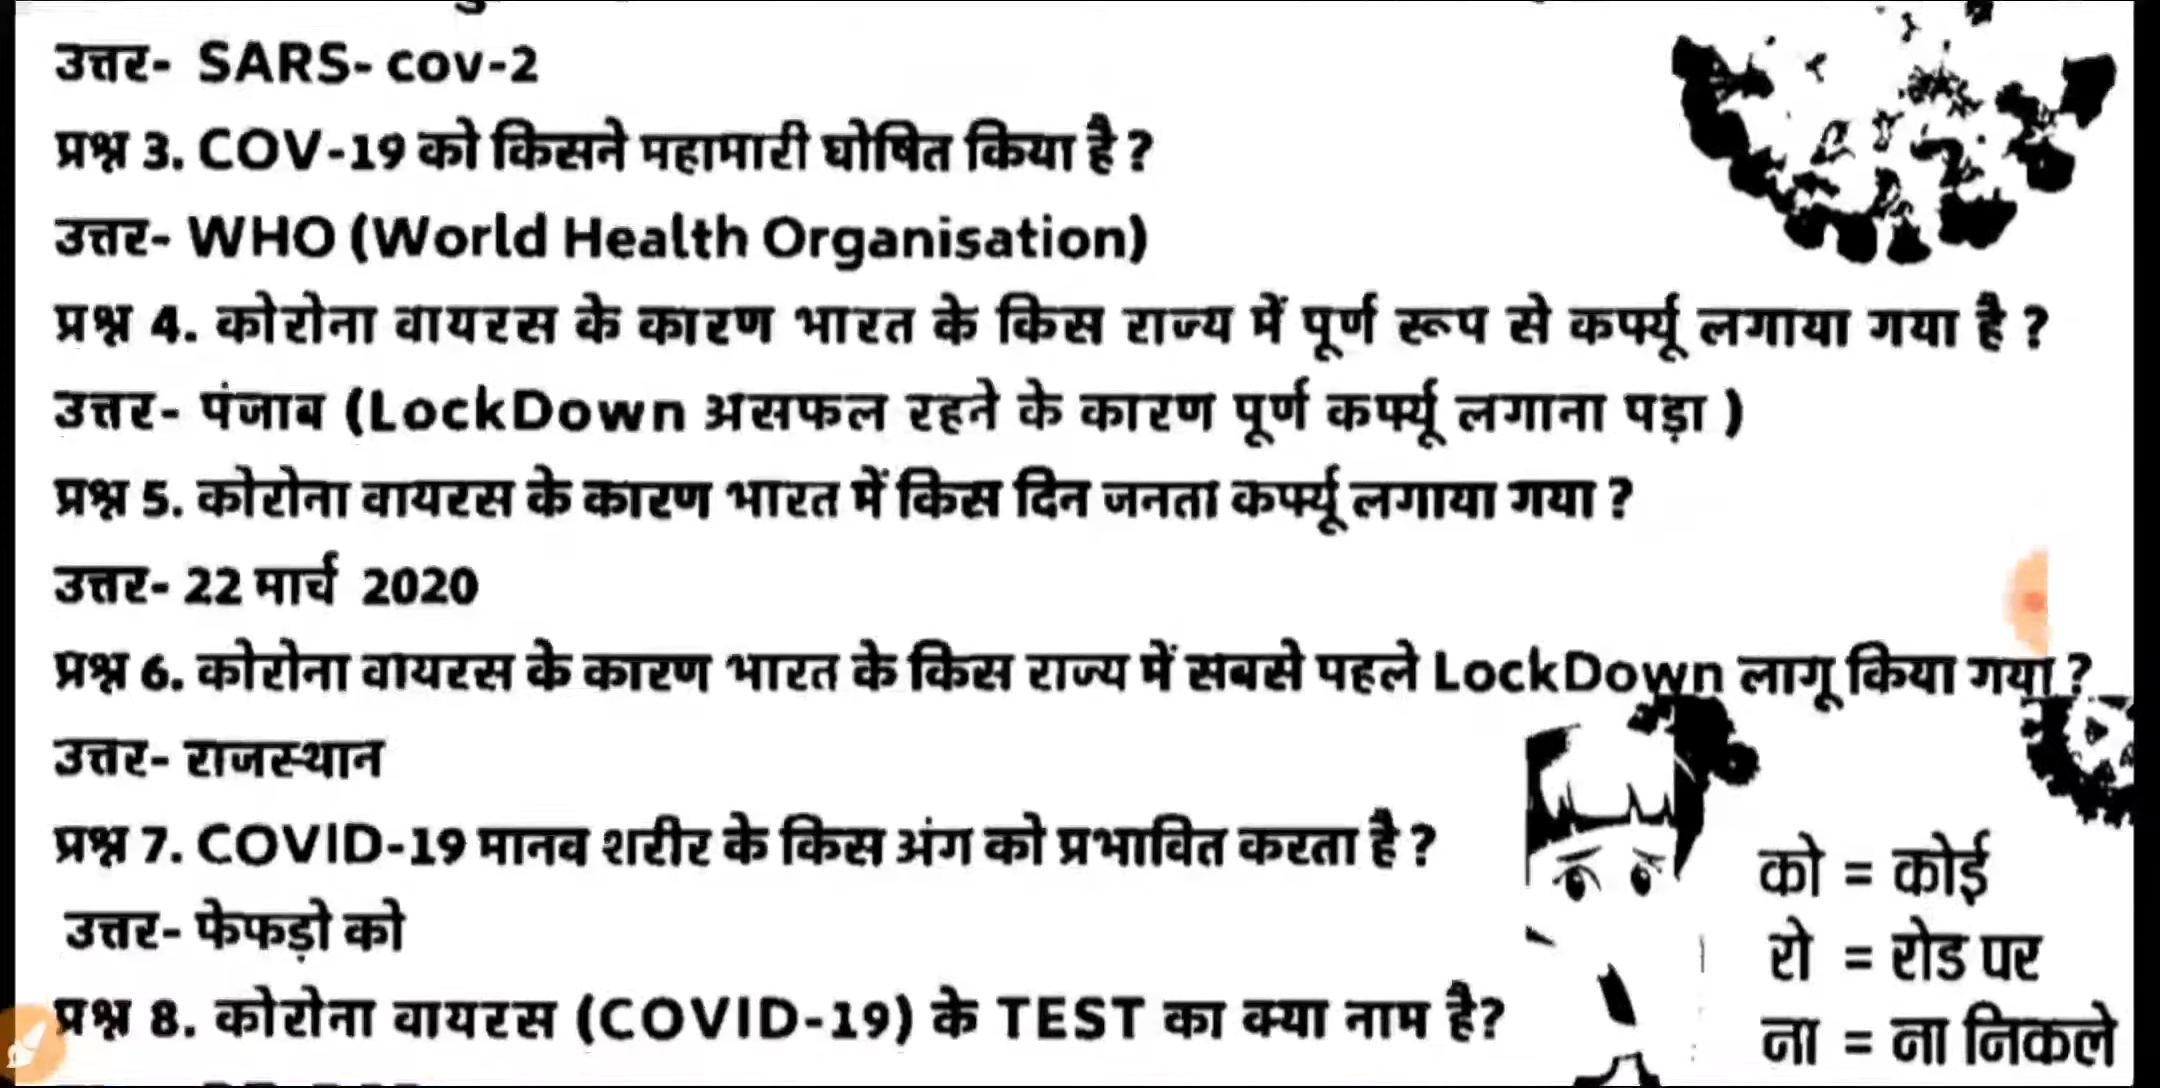 उत्तर- SARS- cov-2
प्रश्न 3. COV-19 को किसने महामारी घोषित किया है ?
उत्तर- WHO (World Health Organisation)
प्रश्न 4. कोरोना वायरस के कारण भारत के किस राज्य में पूर्ण रूप से कर्फ्यू लगाया गया है ?
उत्तर- पंजाब (LockDown असफल रहने के कारण पूर्ण कर्फ्यू लगाना पड़ा )
प्रश्न 5. कोरोना वायरस के कारण भारत में किस दिन जनता कर्फ्यू लगाया गया ?
उत्तर- 22 मार्च 2020
प्रश्न 6. कोरोना वायरस के कारण भारत के किस राज्य में सबसे पहले LockDown लागू किया गया ?
उत्तर- राजस्थान
प्रश्न 7. COVID-19 मानव शरीर के किस अंग को प्रभावित करता है ?
उत्तर- फेफड़ो को
प्रश्न 8. कोरोना वायरस (COVID-19) के TEST का क्या नाम है?
को = कोई
रो = रोड पर
ना = ना निकले